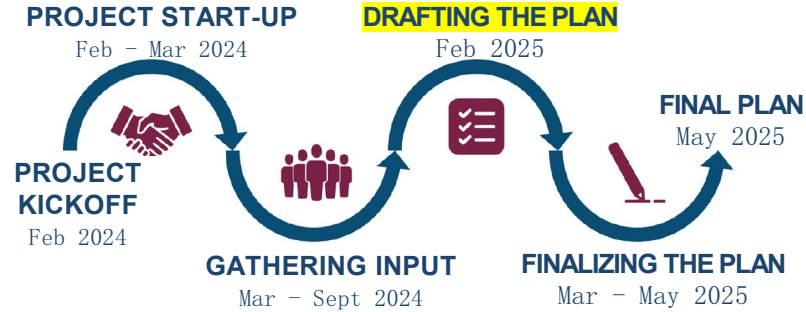 PROJECT START-UP
Feb - Mar 2024
DRAFTING THE PLAN
Feb 2025
FINAL PLAN
May 2025
PROJECT
KICKOFF
Feb 2024
GATHERING INPUT
Mar - Sept 2024
FINALIZING THE PLAN
Mar - May 2025